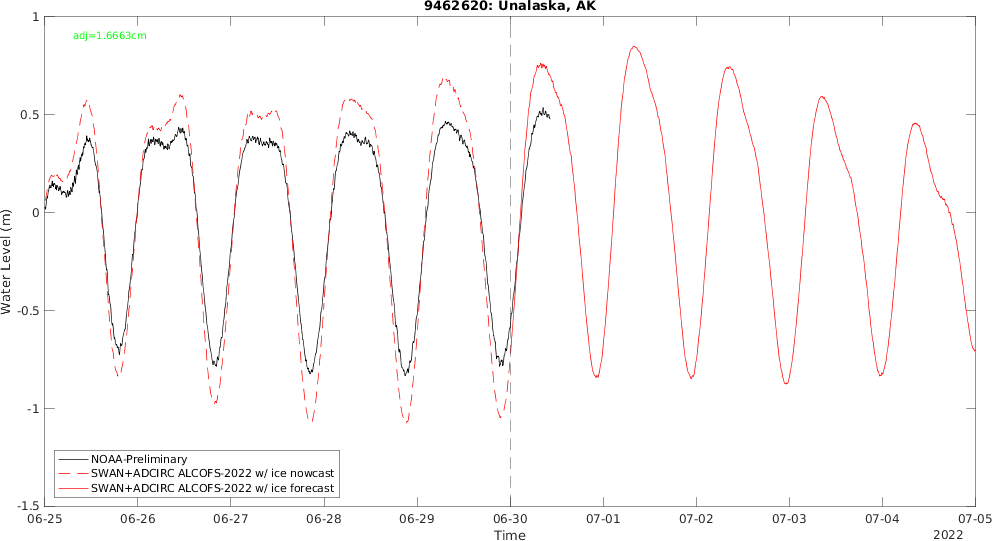 9462620: Unalaska, AK
adj=1.6663cm
1
0.5
0
-0.5
-1
-1.5
Water Level (m)
NOAA-Preliminary
SWAN+ADCIRC ALCOFS-2022 w/ ice nowcast
SWAN+ADCIRC ALCOFS-2022 w/ ice forecast
06-25 06-26 06-27 06-28 06-29 06-30 07-01 07-02 07-03 07-04 07-05
Time
2022